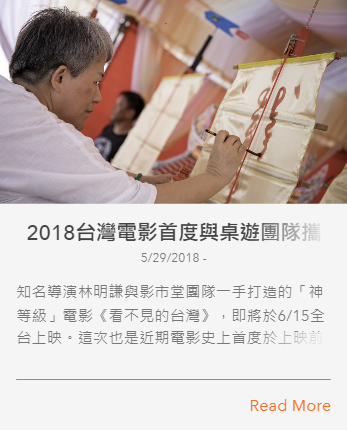 2018台灣電影首度與桌遊團隊攜
5/29/2018 -
知名導演林明謙與影市堂團隊一手打造的「神
等級」電影《看不見的台灣》，即將於6/15全
台上映。這次也是近期電影史上首度於上映前
Read More